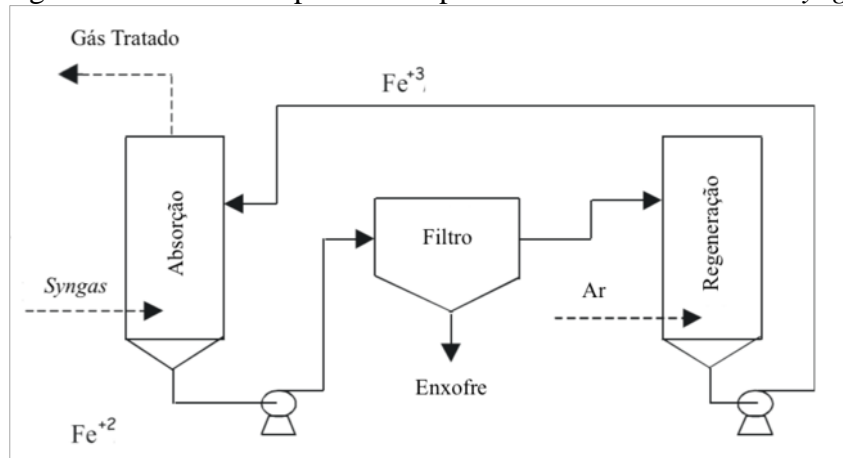 Gás Tratado
Fe+3
Absorção
Syngas
Filtro
Enxofre
Ar
Regeneração
Fe+2